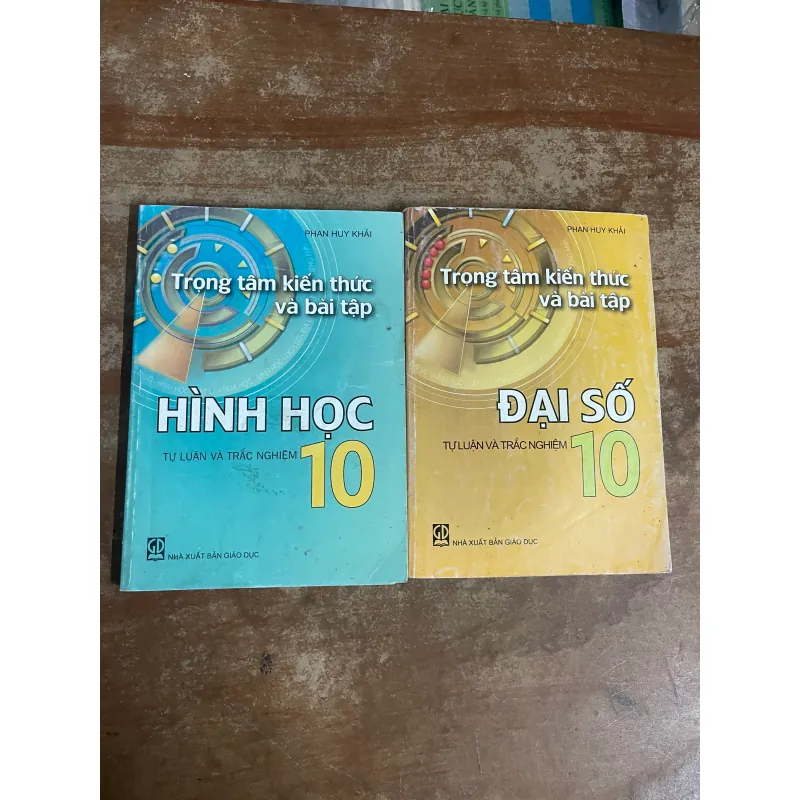 PHAN HUY KHẢI
Trọng tâm kiến thức
và bài tập
HÌNH HỌC
TỰ LUẬN VÀ TRẮC NGHIỆM
10
GD
NHÀ XUẤT BẢN GIÁO DỤC
PHAN HUY KHẢI
Trọng tâm kiến thức
và bài tập
ĐẠI SỐ
TỰ LUẬN VÀ TRẮC NGHIỆM
10
GD
NHÀ XUẤT BẢN GIÁO DỤC